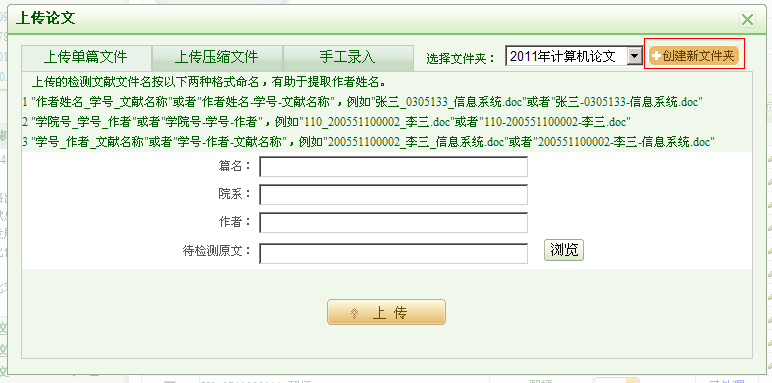 上传论文
上传单篇文件 上传压缩文件 手工录入 选择文件夹： 2011年计算机论文 创建新文件夹
上传的检测文献文件名按以下两种格式命名，有助于提取作者姓名。
1 "作者姓名_学号_文献名称"或者"作者姓名-学号-文献名称"，例如"张三_0305133_信息系统.doc"或者"张三-0305133-信息系统.doc"
2 "学院号_学号_作者"或者"学院号-学号-作者"，例如"110_200551100002_李三.doc"或者"110-200551100002-李三.doc"
3 "学号_作者_文献名称"或者"学号-作者-文献名称"，例如"200551100002_李三_信息系统.doc"或者"200551100002-李三-信息系统.doc"
篇名：
院系：
作者：
待检测原文： 浏览
上 传